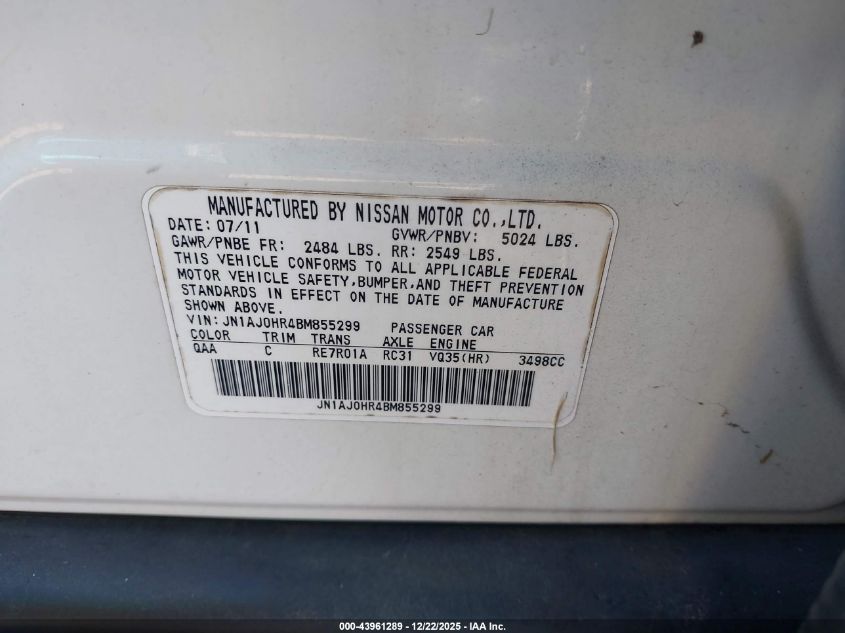 MANUFACTURED BY NISSAN MOTOR CO.,LTD.
DATE: 07/11 GVWR/PNBV: 5024 LBS.
GAWR/PNBE FR: 2484 LBS. RR: 2549 LBS.
THIS VEHICLE CONFORMS TO ALL APPLICABLE FEDERAL
MOTOR VEHICLE SAFETY,BUMPER,AND THEFT PREVENTION
STANDARDS IN EFFECT ON THE DATE OF MANUFACTURE
SHOWN ABOVE.
VIN: JN1AJ0HR4BM855299 PASSENGER CAR
COLOR TRIM TRANS AXLE ENGINE
QAA C RE7R01A RC31 VQ35(HR) 3498CC
JN1AJ0HR4BM855299
000-43961289 - 12/22/2025 - IAA Inc.